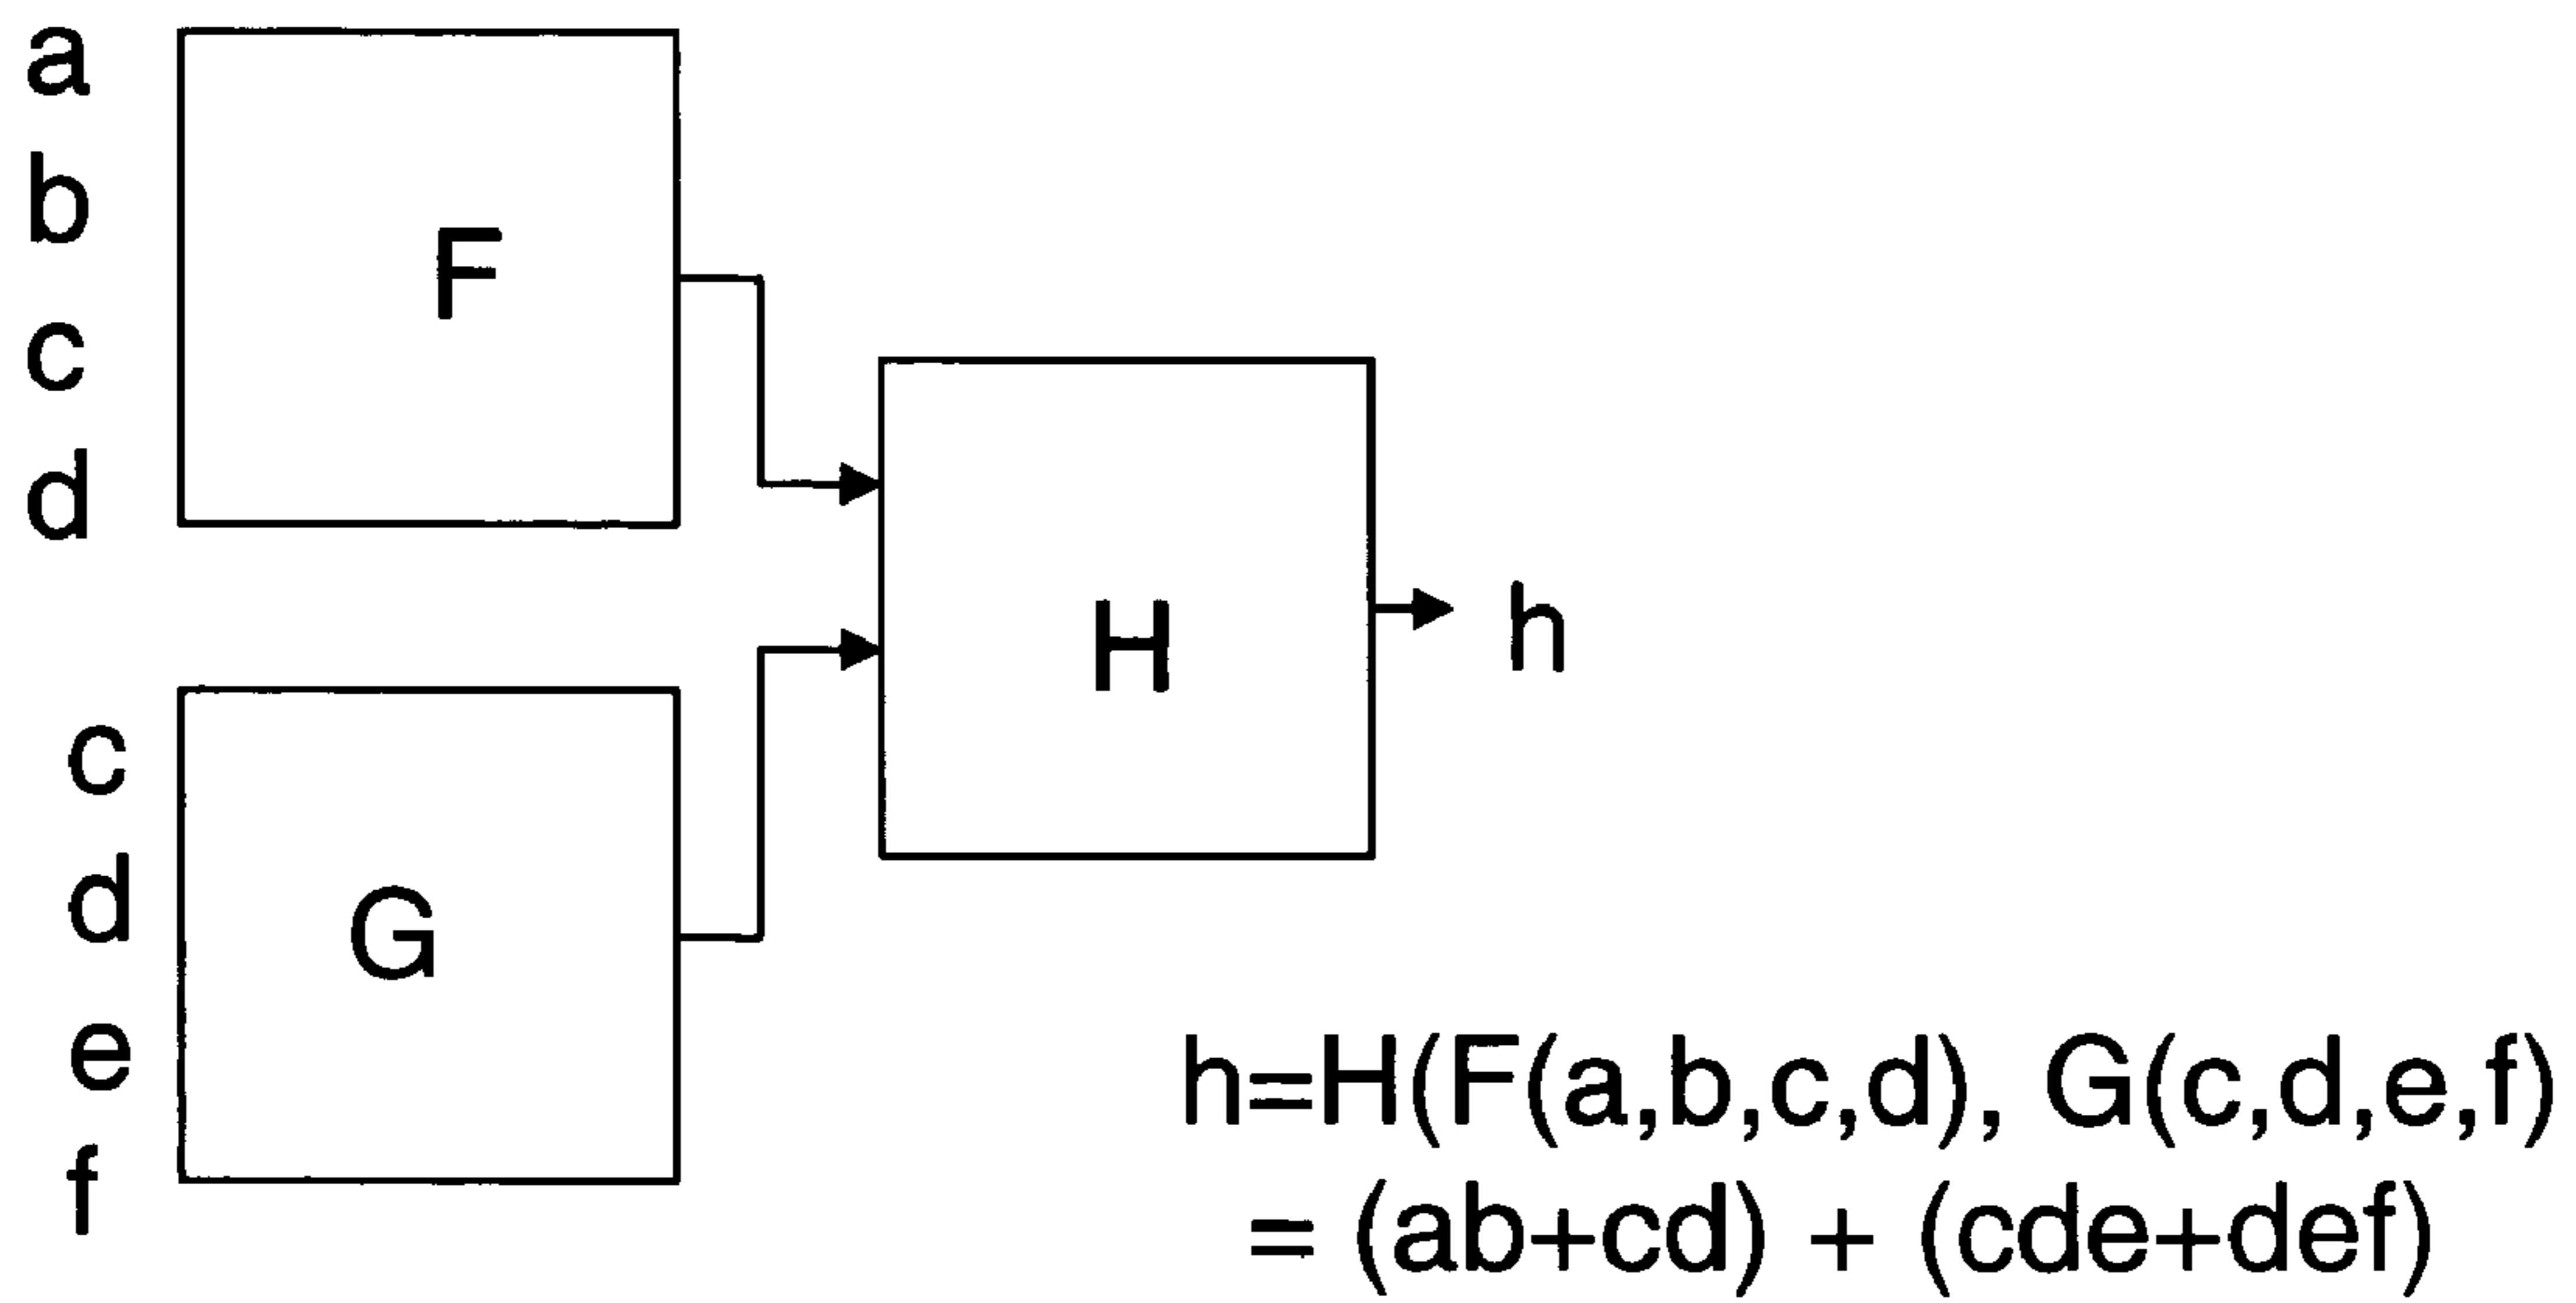 a
b
c
d
F
H
h
c
d
e
f
G
h=H(F(a,b,c,d), G(c,d,e,f)
= (ab+cd) + (cde+def)